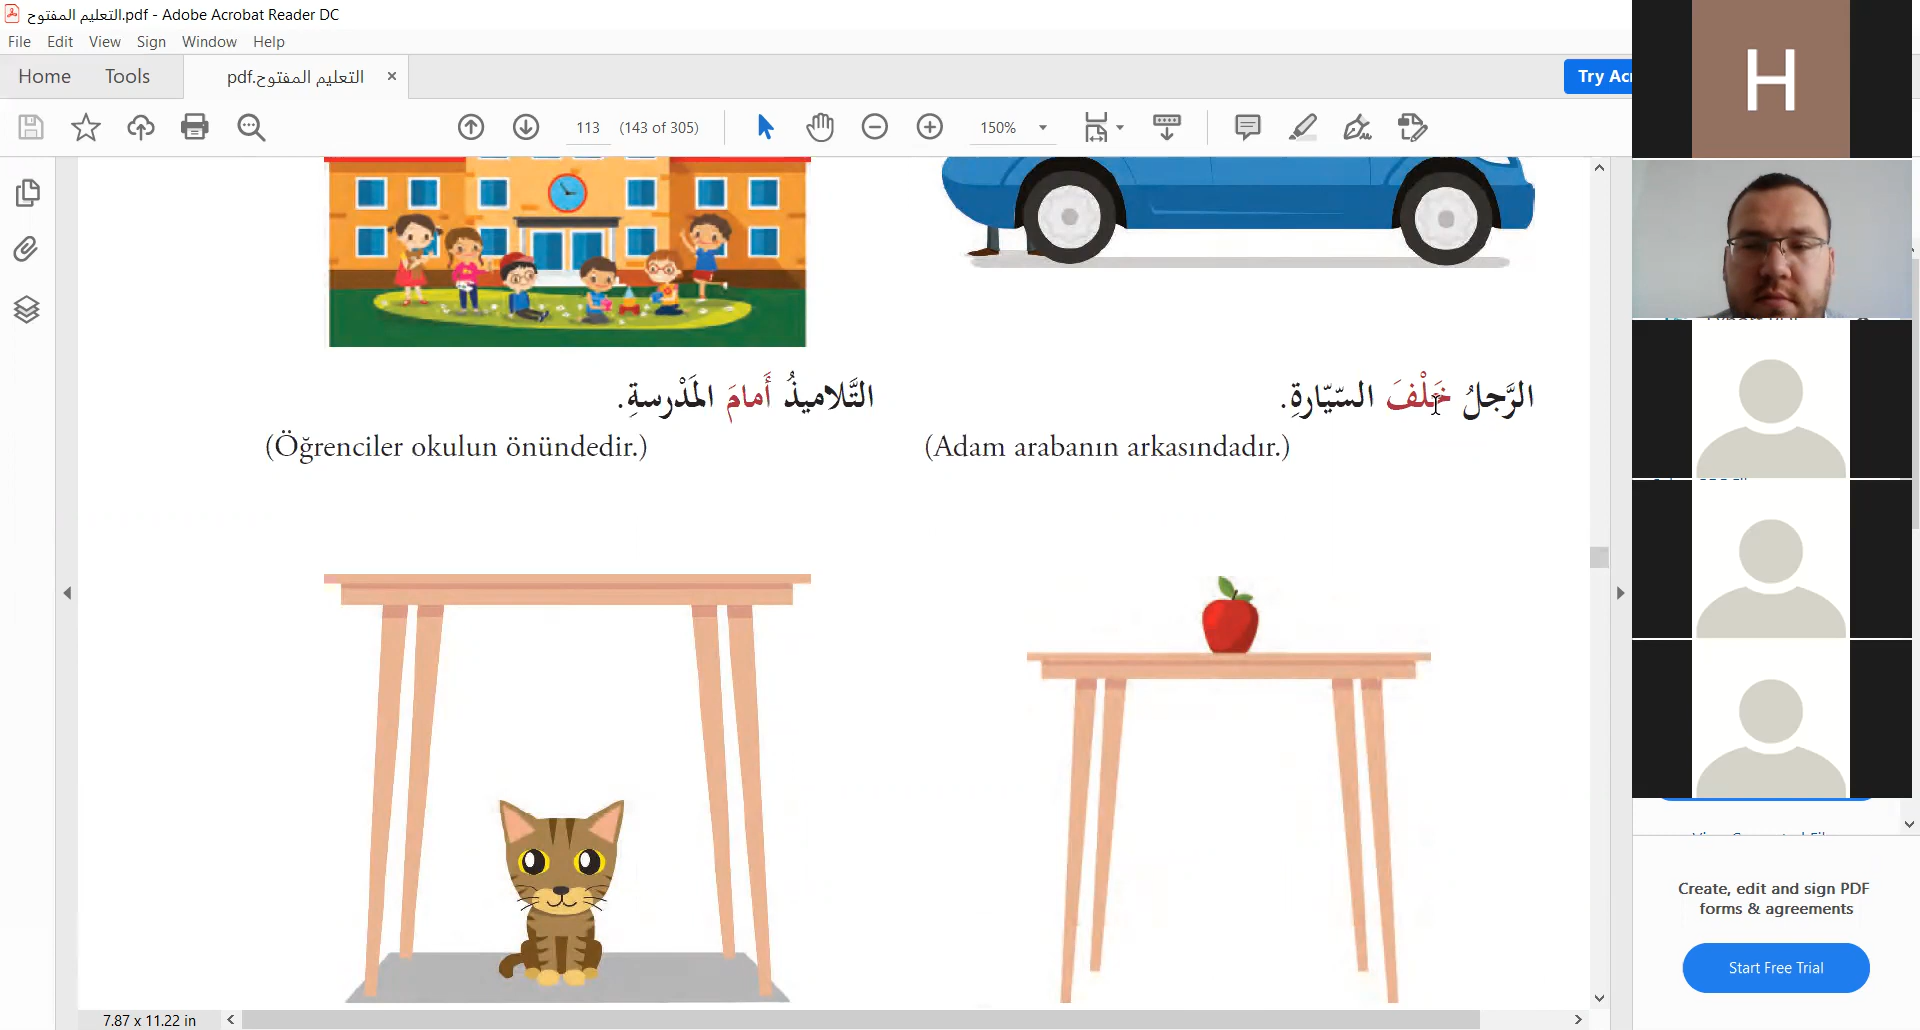 التعليم المفتوح.pdf - Adobe Acrobat Reader DC
File Edit View Sign Window Help
Home Tools التعليم المفتوح.pdf × Try Acr
113 (143 of 305) 150%
H
التَّلاميذُ أَمامَ المَدْرسةِ.
(Öğrenciler okulun önündedir.)
الرَّجلُ خَلْفَ السّيّارةِ.
(Adam arabanın arkasındadır.)
Create, edit and sign PDF
forms & agreements
Start Free Trial
7.87 x 11.22 in